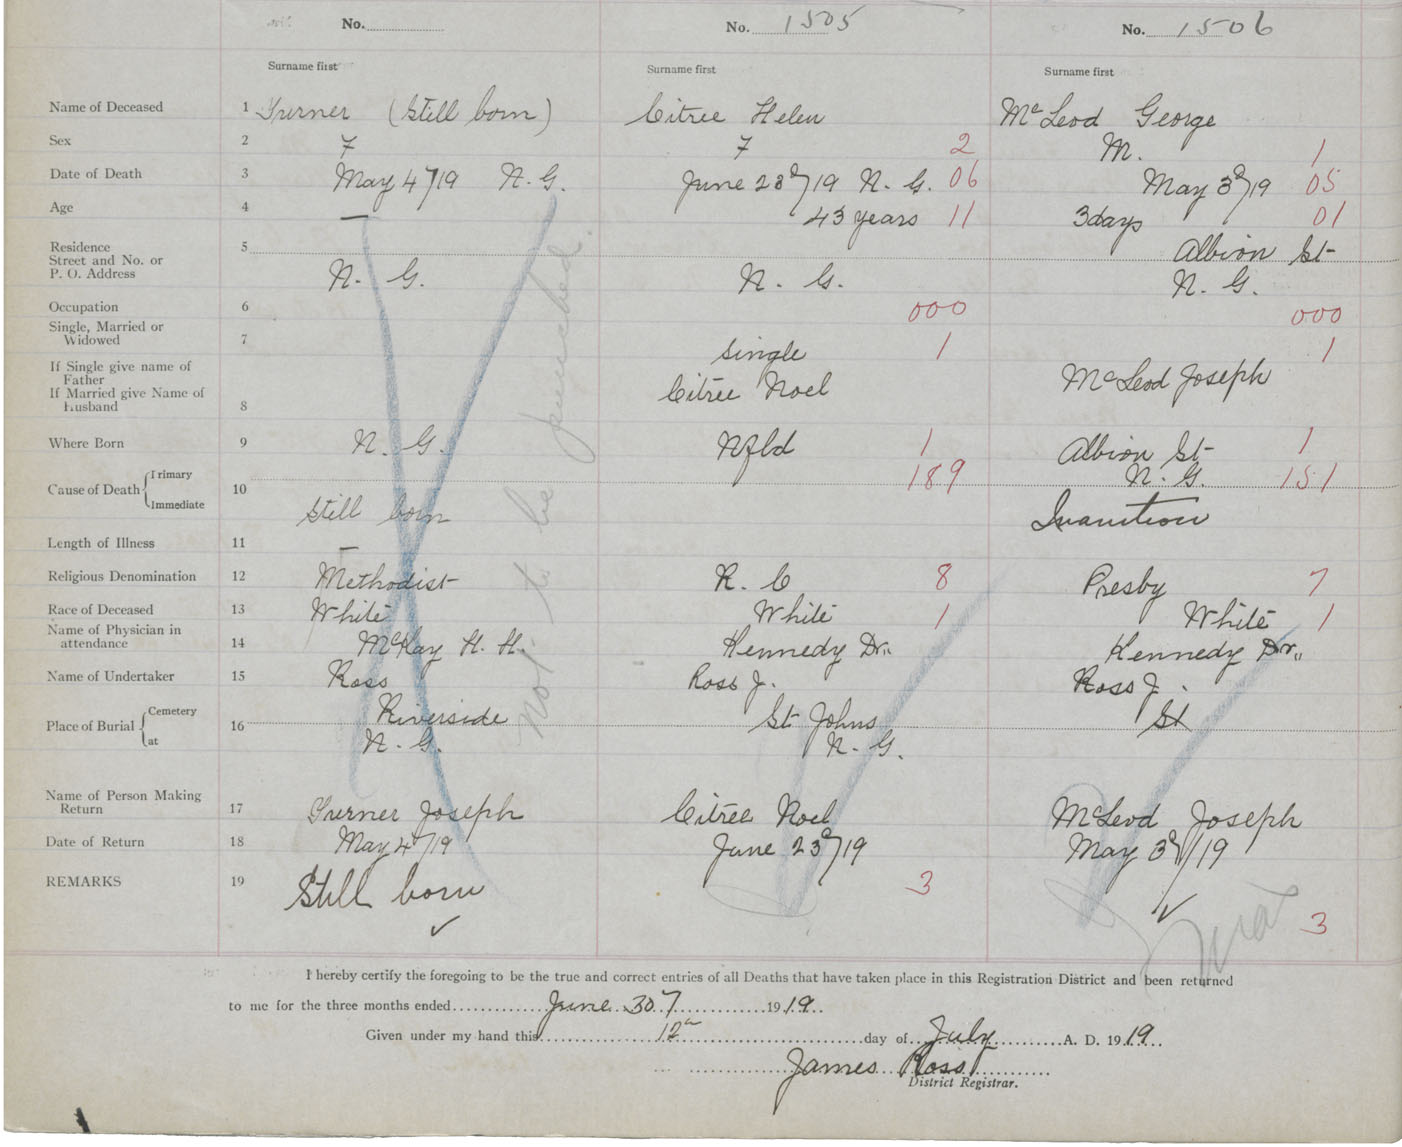 No. No. 1505 No. 1506
Surname first Surname first Surname first
Name of Deceased 1 Turner (Still born) Citree Helen McLeod George
Sex 2 F F 2 M. 1
Date of Death 3 May 4/19 N.G. June 23d/19 N.G. 06 May 3d/19 05
Age 4 — 43 years 11 3days 01
Residence 5 Albion St
Street and No. or
P. O. Address N. G. N. G. N. G.
Occupation 6 000 000
Single, Married or
Widowed 7 single 1 1
If Single give name of
Father McLeod Joseph
If Married give Name of Citree Noel
Husband 8
Where Born 9 N. G. Nfld 1 Albion St 1
Cause of Death Primary 10 189 N. G. 151
Immediate Still born Inanition
Length of Illness 11 —
Religious Denomination 12 Methodist R. C 8 Presby 7
Race of Deceased 13 White White 1 White 1
Name of Physician in
attendance 14 McKay H. H. Kennedy Dr. Kennedy Dr.
Name of Undertaker 15 Ross Ross J. Ross J.
Place of Burial Cemetery 16 Riverside St Johns St
at N. G. N. G.
Not to be punched.
Name of Person Making
Return 17 Turner Joseph Citree Noel McLeod Joseph
Date of Return 18 May 4/19 June 23d/19 May 3d/19
REMARKS 19 Still born 3 3
✓ ✓
I hereby certify the foregoing to be the true and correct entries of all Deaths that have taken place in this Registration District and been returned
to me for the three months ended June 30 1919
Given under my hand this 12th day of July A. D. 1919
James Ross
District Registrar.